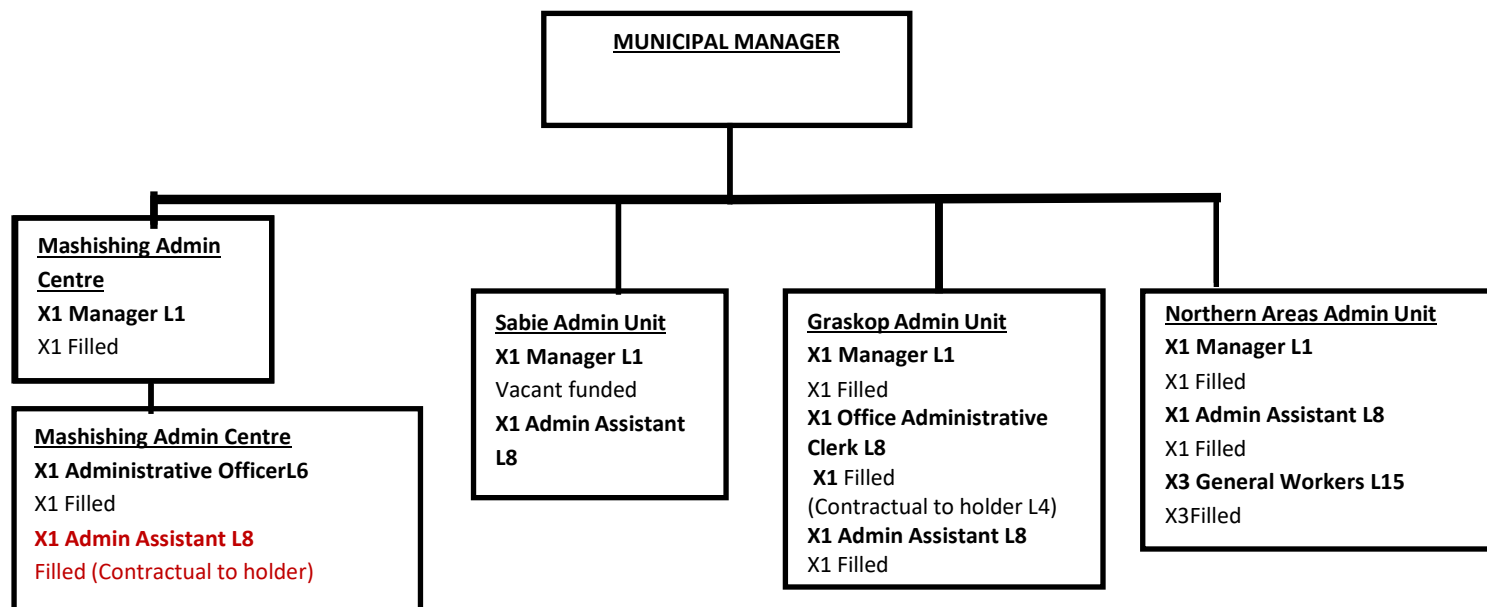 MUNICIPAL MANAGER
Mashishing Admin
Centre
X1 Manager L1
X1 Filled
Mashishing Admin Centre
X1 Administrative OfficerL6
X1 Filled
X1 Admin Assistant L8
Filled (Contractual to holder)
Sabie Admin Unit
X1 Manager L1
Vacant funded
X1 Admin Assistant
L8
Graskop Admin Unit
X1 Manager L1
X1 Filled
X1 Office Administrative
Clerk L8
X1 Filled
(Contractual to holder L4)
X1 Admin Assistant L8
X1 Filled
Northern Areas Admin Unit
X1 Manager L1
X1 Filled
X1 Admin Assistant L8
X1 Filled
X3 General Workers L15
X3Filled